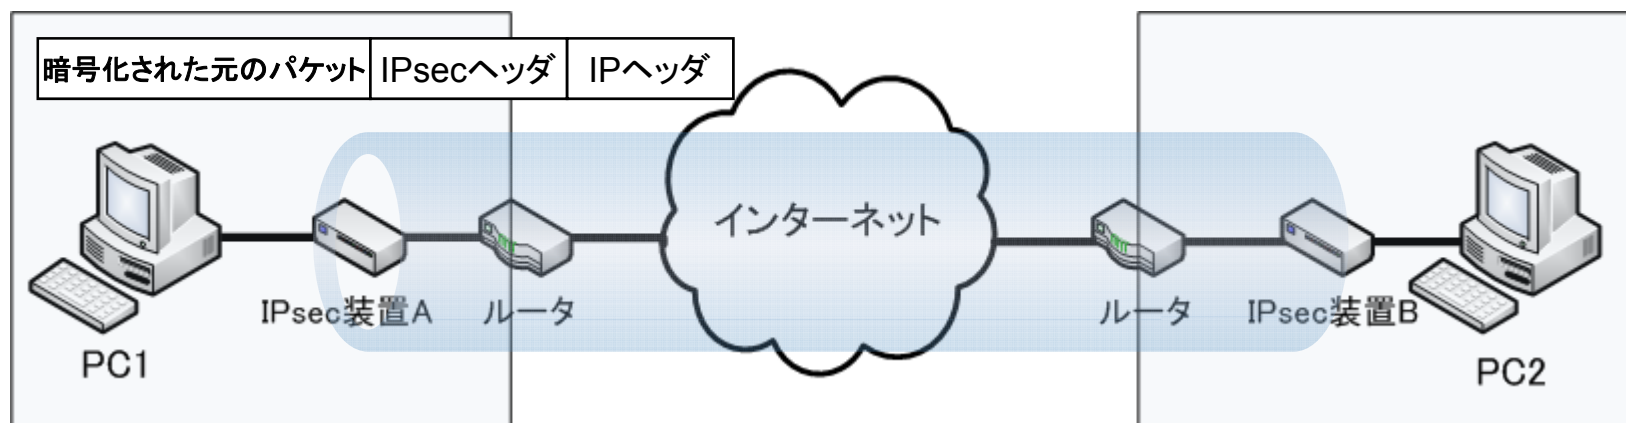 暗号化された元のパケット IPsecヘッダ IPヘッダ
インターネット
IPsec装置A
ルータ
ルータ
IPsec装置B
PC1
PC2